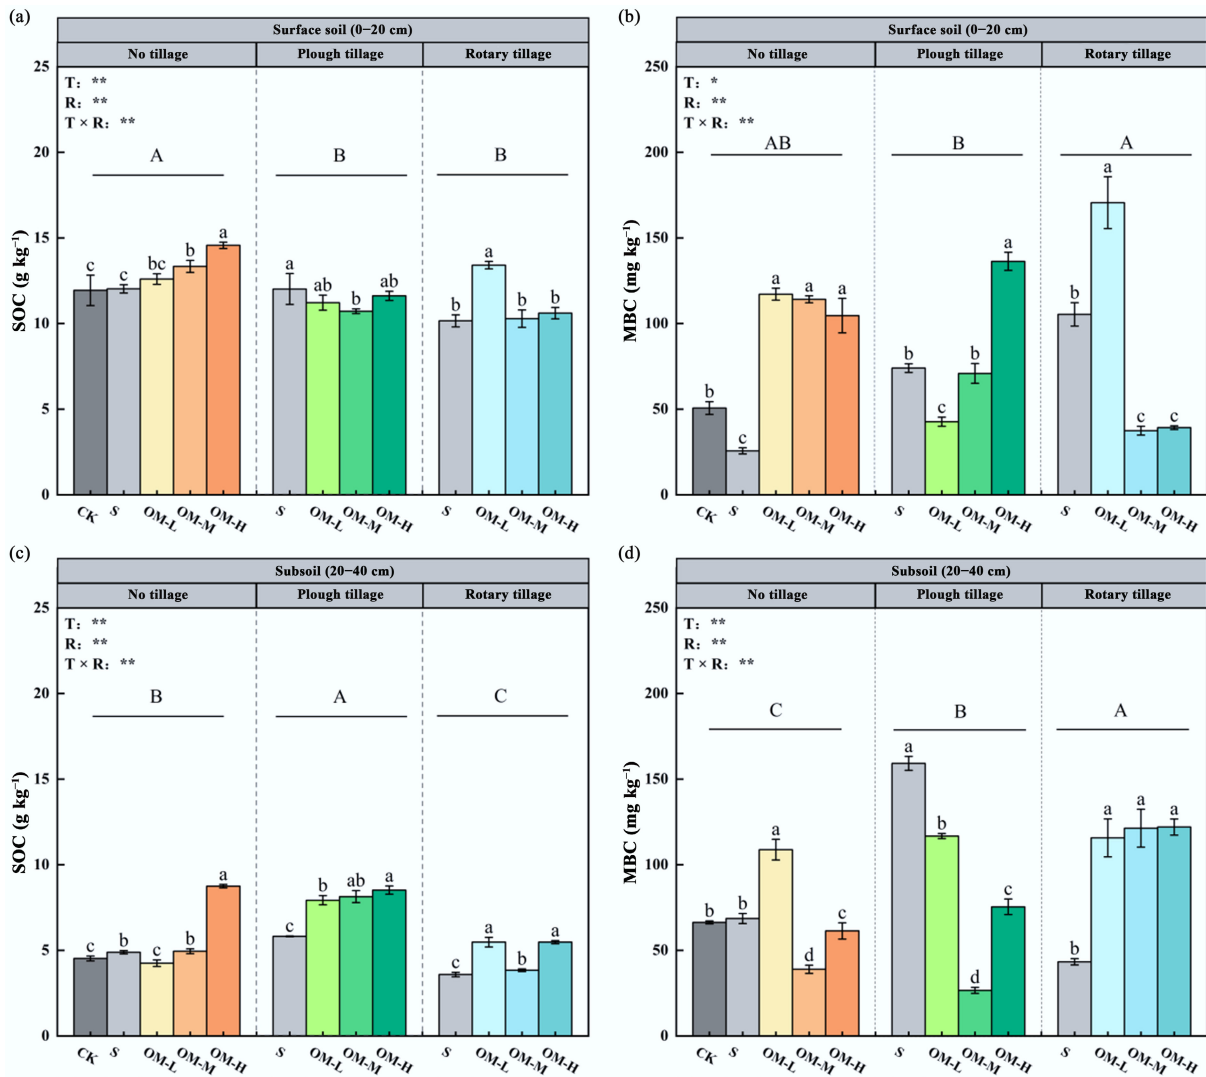 (a)
Surface soil (0−20 cm)
No tillage Plough tillage Rotary tillage
SOC (g kg⁻¹)
25
20
15
10
5
0
T: **
R: **
T × R: **
A B B
c c bc b a
a ab b ab
b a b b
CK S OM-L OM-M OM-H
S OM-L OM-M OM-H
S OM-L OM-M OM-H
(b)
Surface soil (0−20 cm)
No tillage Plough tillage Rotary tillage
MBC (mg kg⁻¹)
250
200
150
100
50
0
T: *
R: **
T × R: **
AB B A
b c a a a
b c b a
b a c c
CK S OM-L OM-M OM-H
S OM-L OM-M OM-H
S OM-L OM-M OM-H
(c)
Subsoil (20−40 cm)
No tillage Plough tillage Rotary tillage
SOC (g kg⁻¹)
25
20
15
10
5
0
T: **
R: **
T × R: **
B A C
c b c b a
c b ab a
c a b a
CK S OM-L OM-M OM-H
S OM-L OM-M OM-H
S OM-L OM-M OM-H
(d)
Subsoil (20−40 cm)
No tillage Plough tillage Rotary tillage
MBC (mg kg⁻¹)
250
200
150
100
50
0
T: **
R: **
T × R: **
C B A
b b a d c
a b d c
b a a a
CK S OM-L OM-M OM-H
S OM-L OM-M OM-H
S OM-L OM-M OM-H